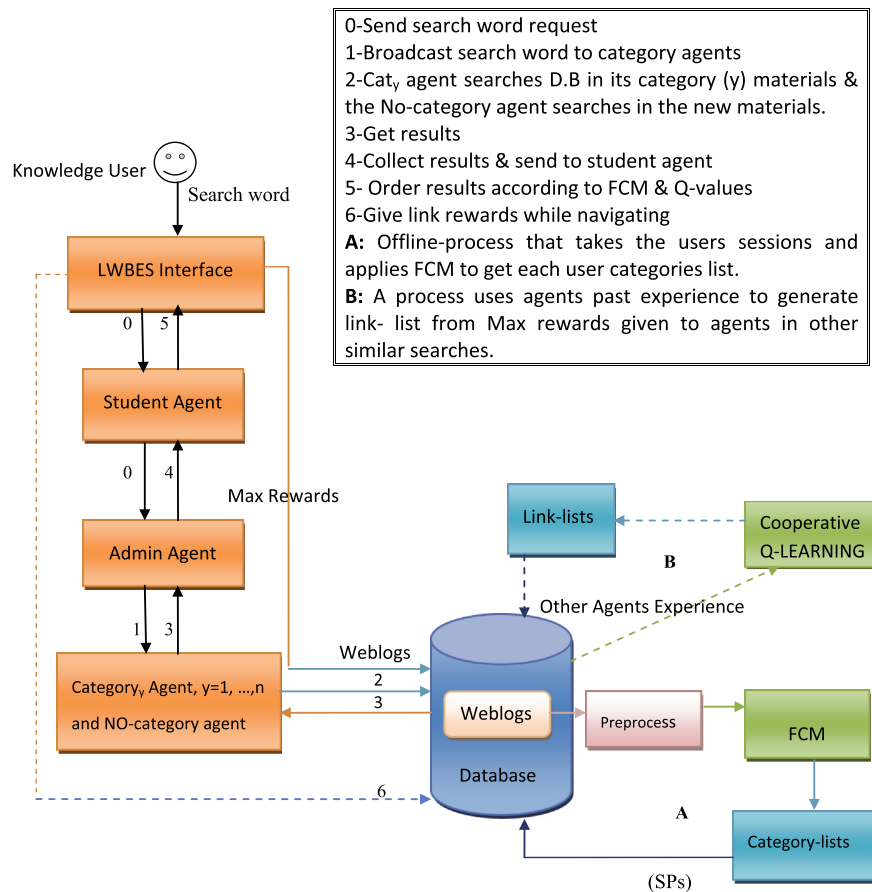 0-Send search word request
1-Broadcast search word to category agents
2-Caty agent searches D.B in its category (y) materials &
the No-category agent searches in the new materials.
3-Get results
4-Collect results & send to student agent
5- Order results according to FCM & Q-values
6-Give link rewards while navigating
A: Offline-process that takes the users sessions and
applies FCM to get each user categories list.
B: A process uses agents past experience to generate
link- list from Max rewards given to agents in other
similar searches.
Knowledge User
Search word
LWBES Interface
0
5
Student Agent
0
4
Max Rewards
Admin Agent
1
3
Categoryy Agent, y=1, ...,n
and NO-category agent
Weblogs
2
3
6
Link-lists
Cooperative
Q-LEARNING
B
Other Agents Experience
Weblogs
Database
Preprocess
FCM
A
Category-lists
(SPs)